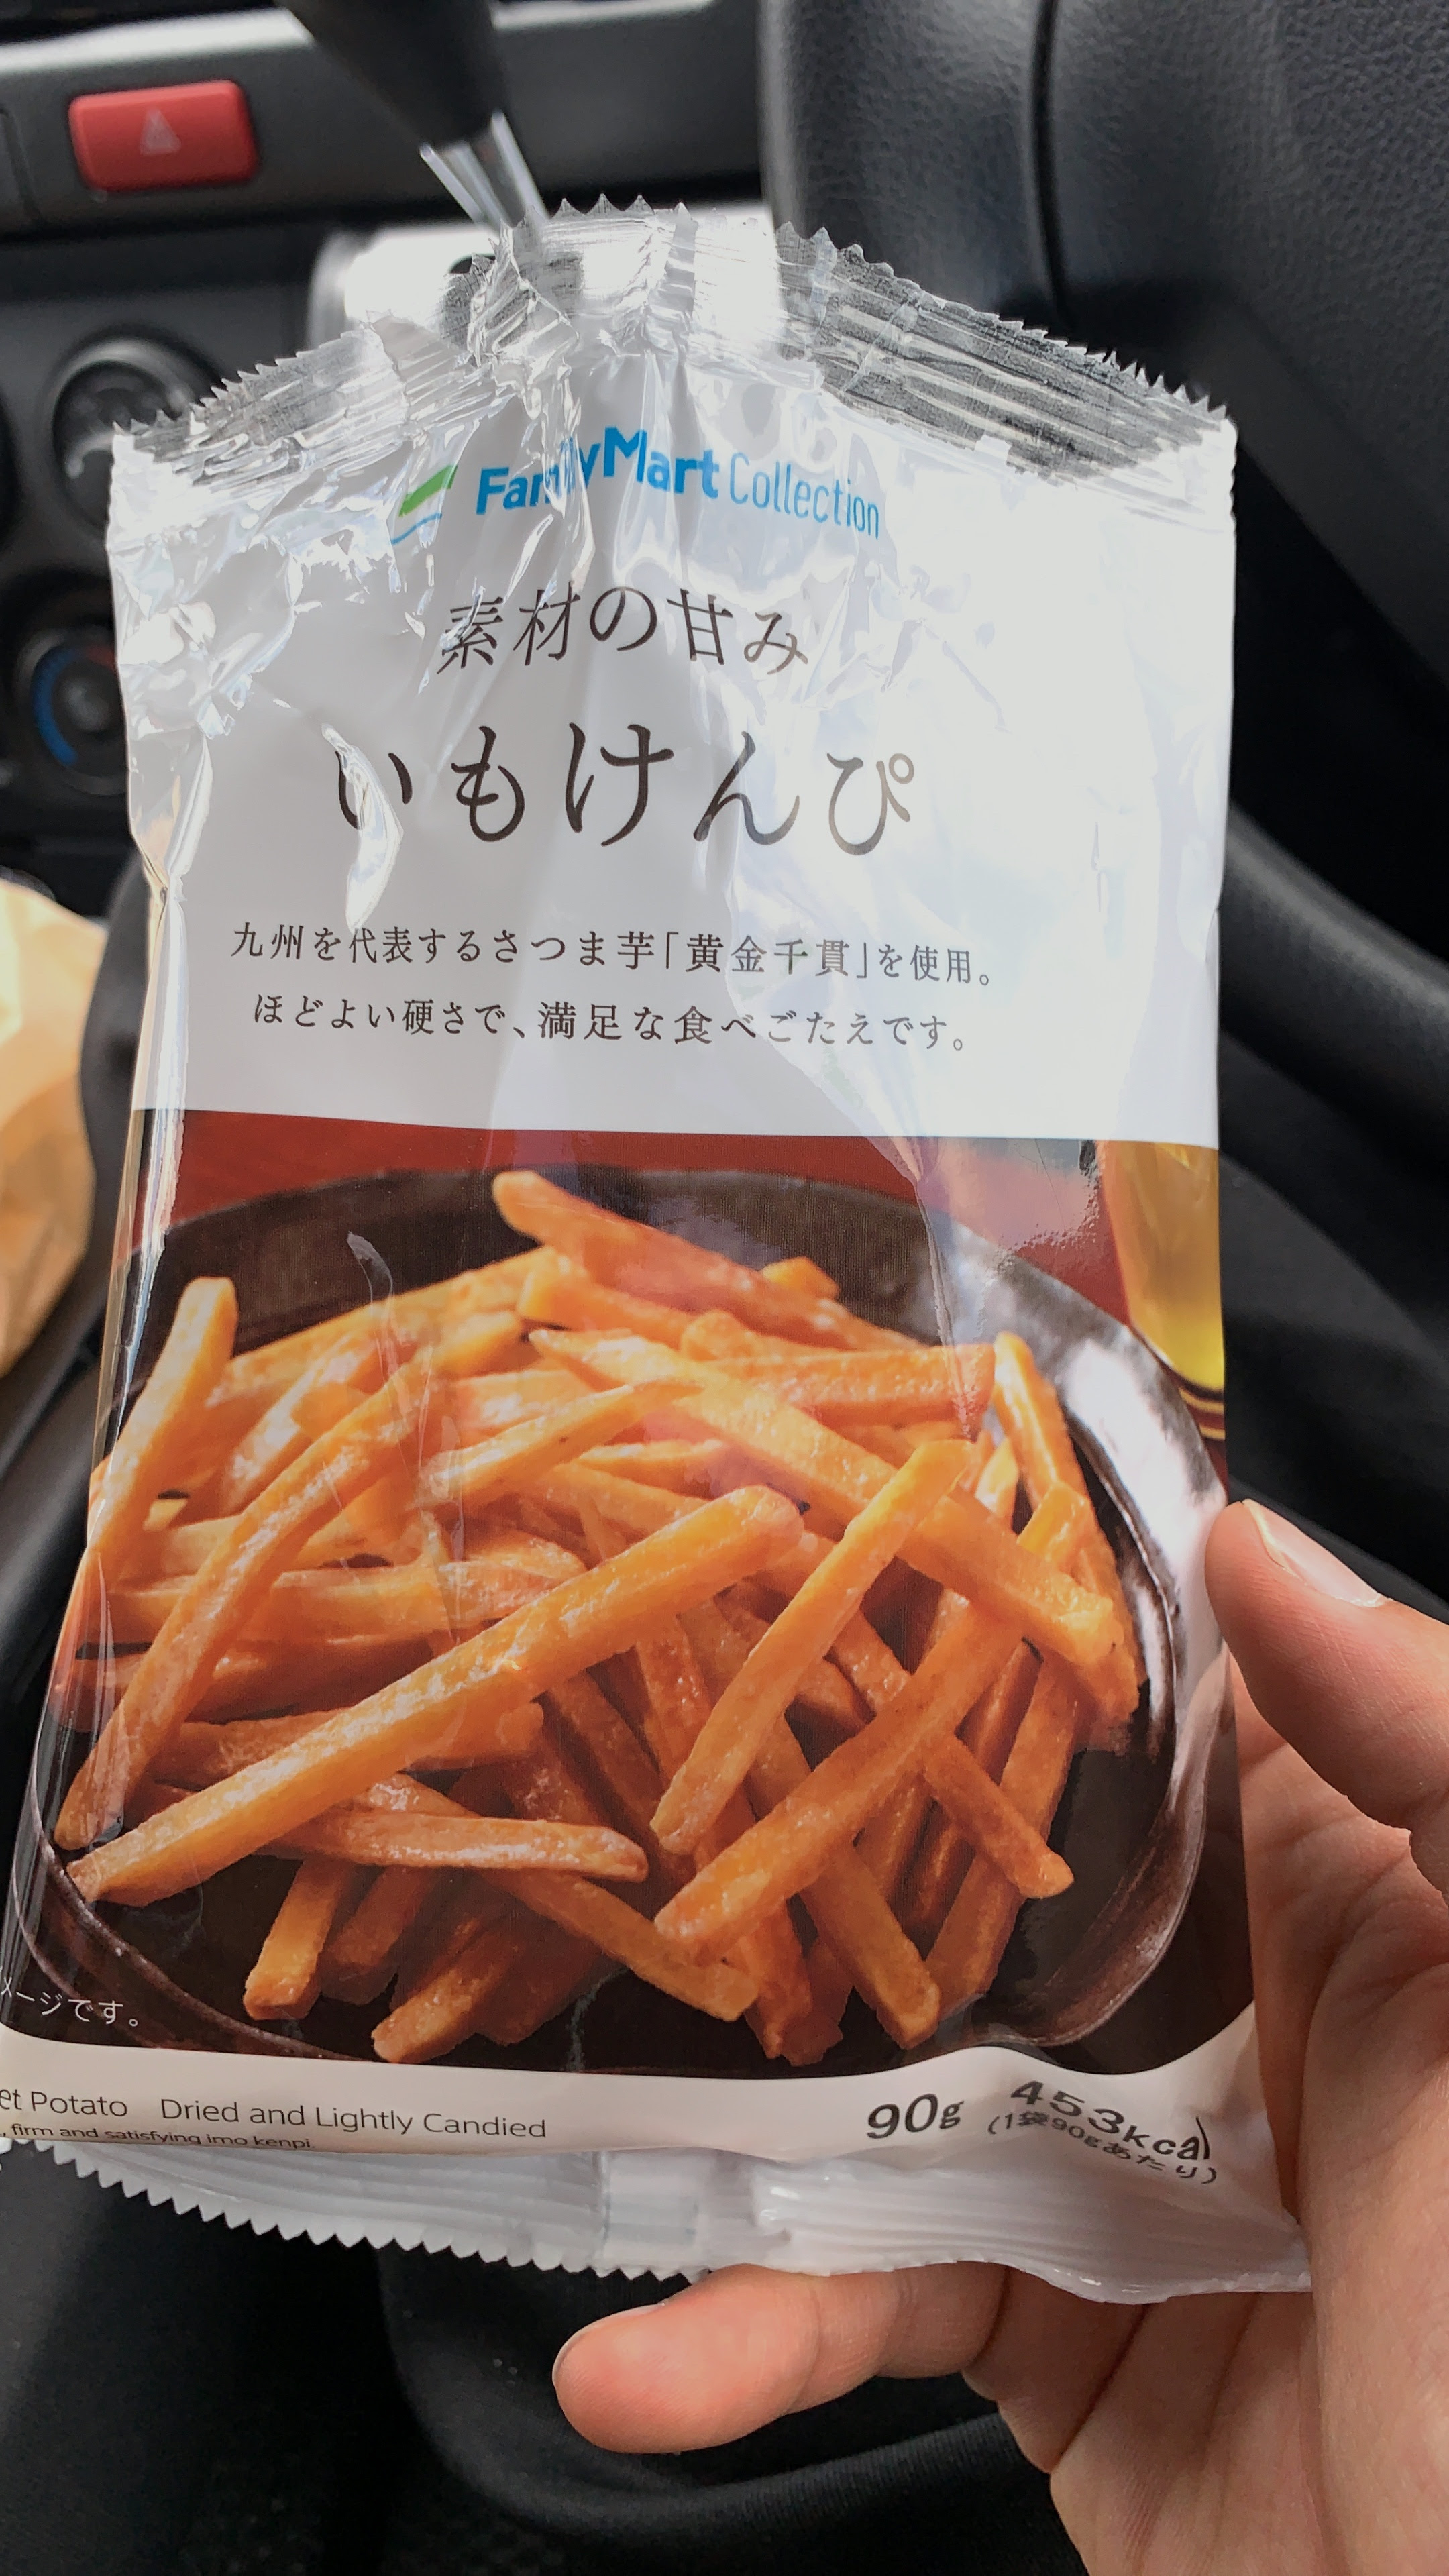 FamilyMart Collection
素材の甘み
いもけんぴ
九州を代表するさつま芋「黄金千貫」を使用。
ほどよい硬さで、満足な食べごたえです。
メージです。
et Potato Dried and Lightly Candied
, firm and satisfying imo kenpi.
90g 453kcal
(1袋90gあたり)